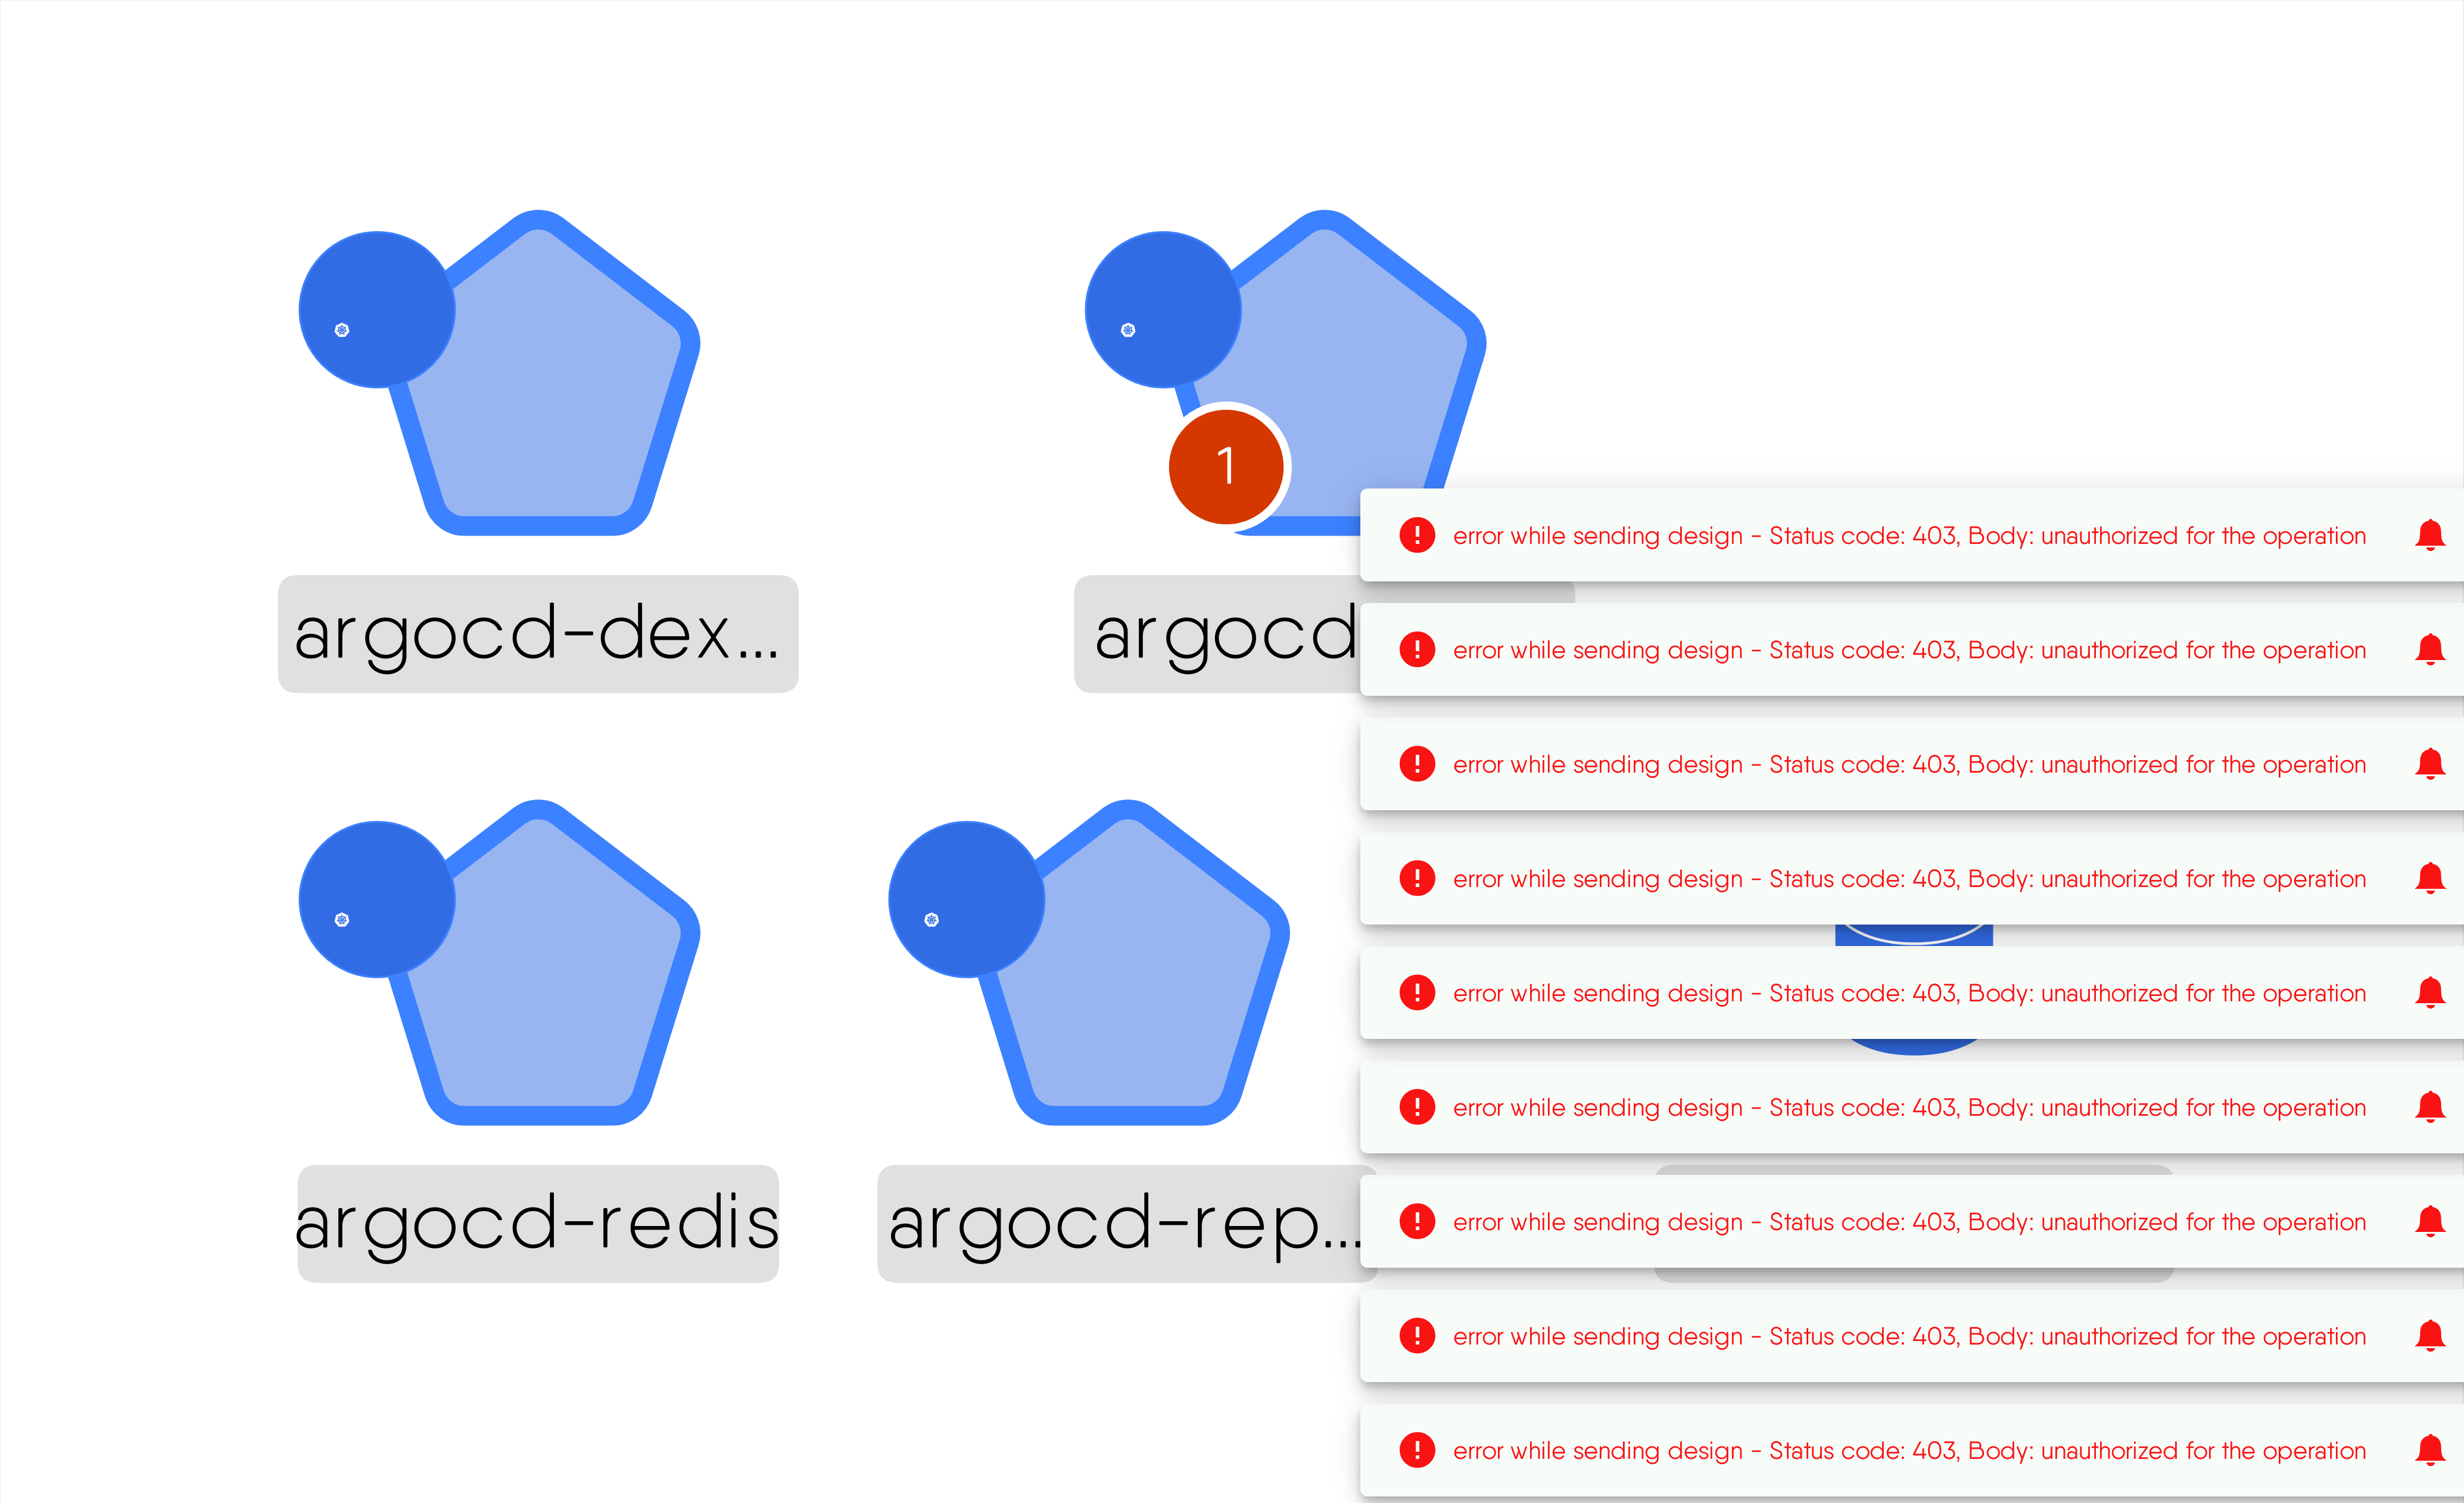 1
argocd-dex...
argocd
argocd-redis
argocd-rep...
error while sending design - Status code: 403, Body: unauthorized for the operation
error while sending design - Status code: 403, Body: unauthorized for the operation
error while sending design - Status code: 403, Body: unauthorized for the operation
error while sending design - Status code: 403, Body: unauthorized for the operation
error while sending design - Status code: 403, Body: unauthorized for the operation
error while sending design - Status code: 403, Body: unauthorized for the operation
error while sending design - Status code: 403, Body: unauthorized for the operation
error while sending design - Status code: 403, Body: unauthorized for the operation
error while sending design - Status code: 403, Body: unauthorized for the operation